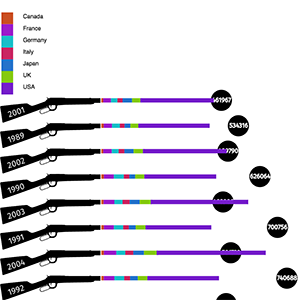 Canada
France
Germany
Italy
Japan
UK
USA
2001
1989 534316
2002
1990 626064
2003
1991 700756
2004
1992 740688